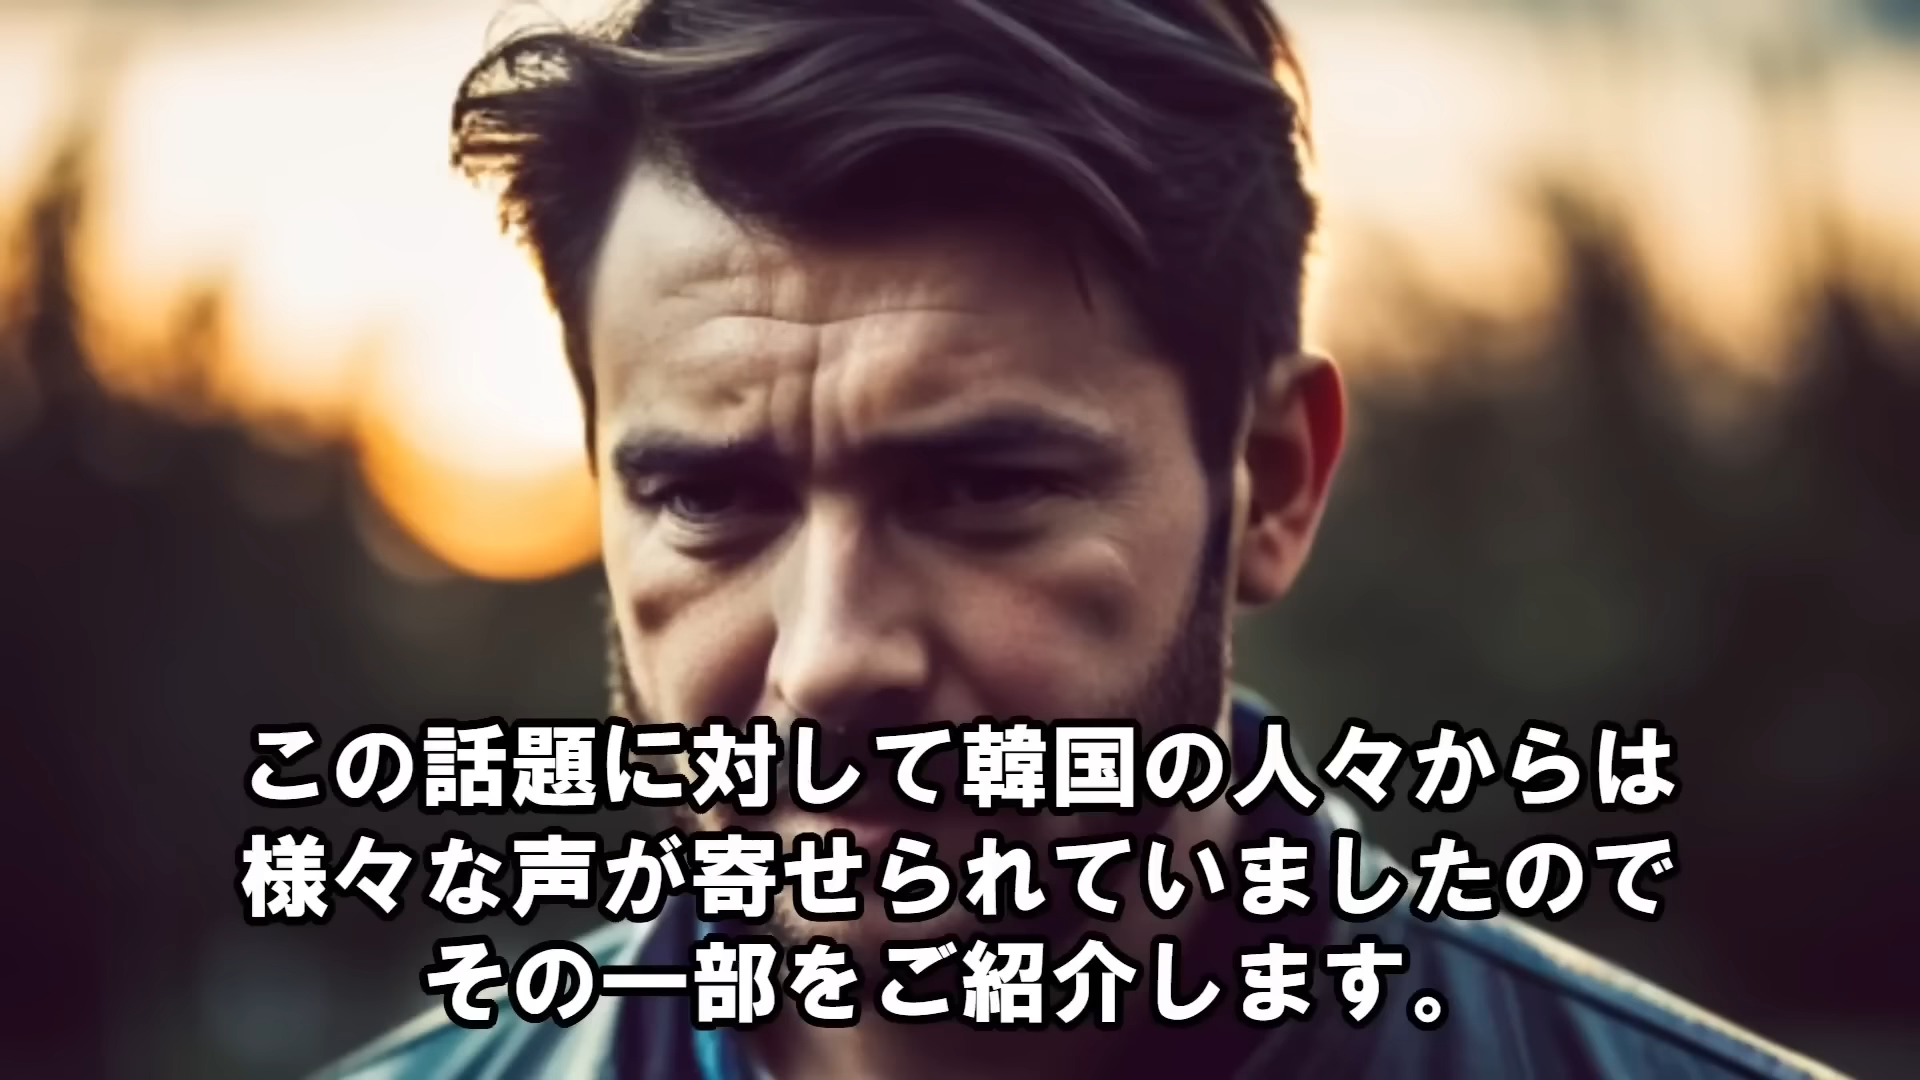 この話題に対して韓国の人々からは
様々な声が寄せられていましたので
その一部をご紹介します。